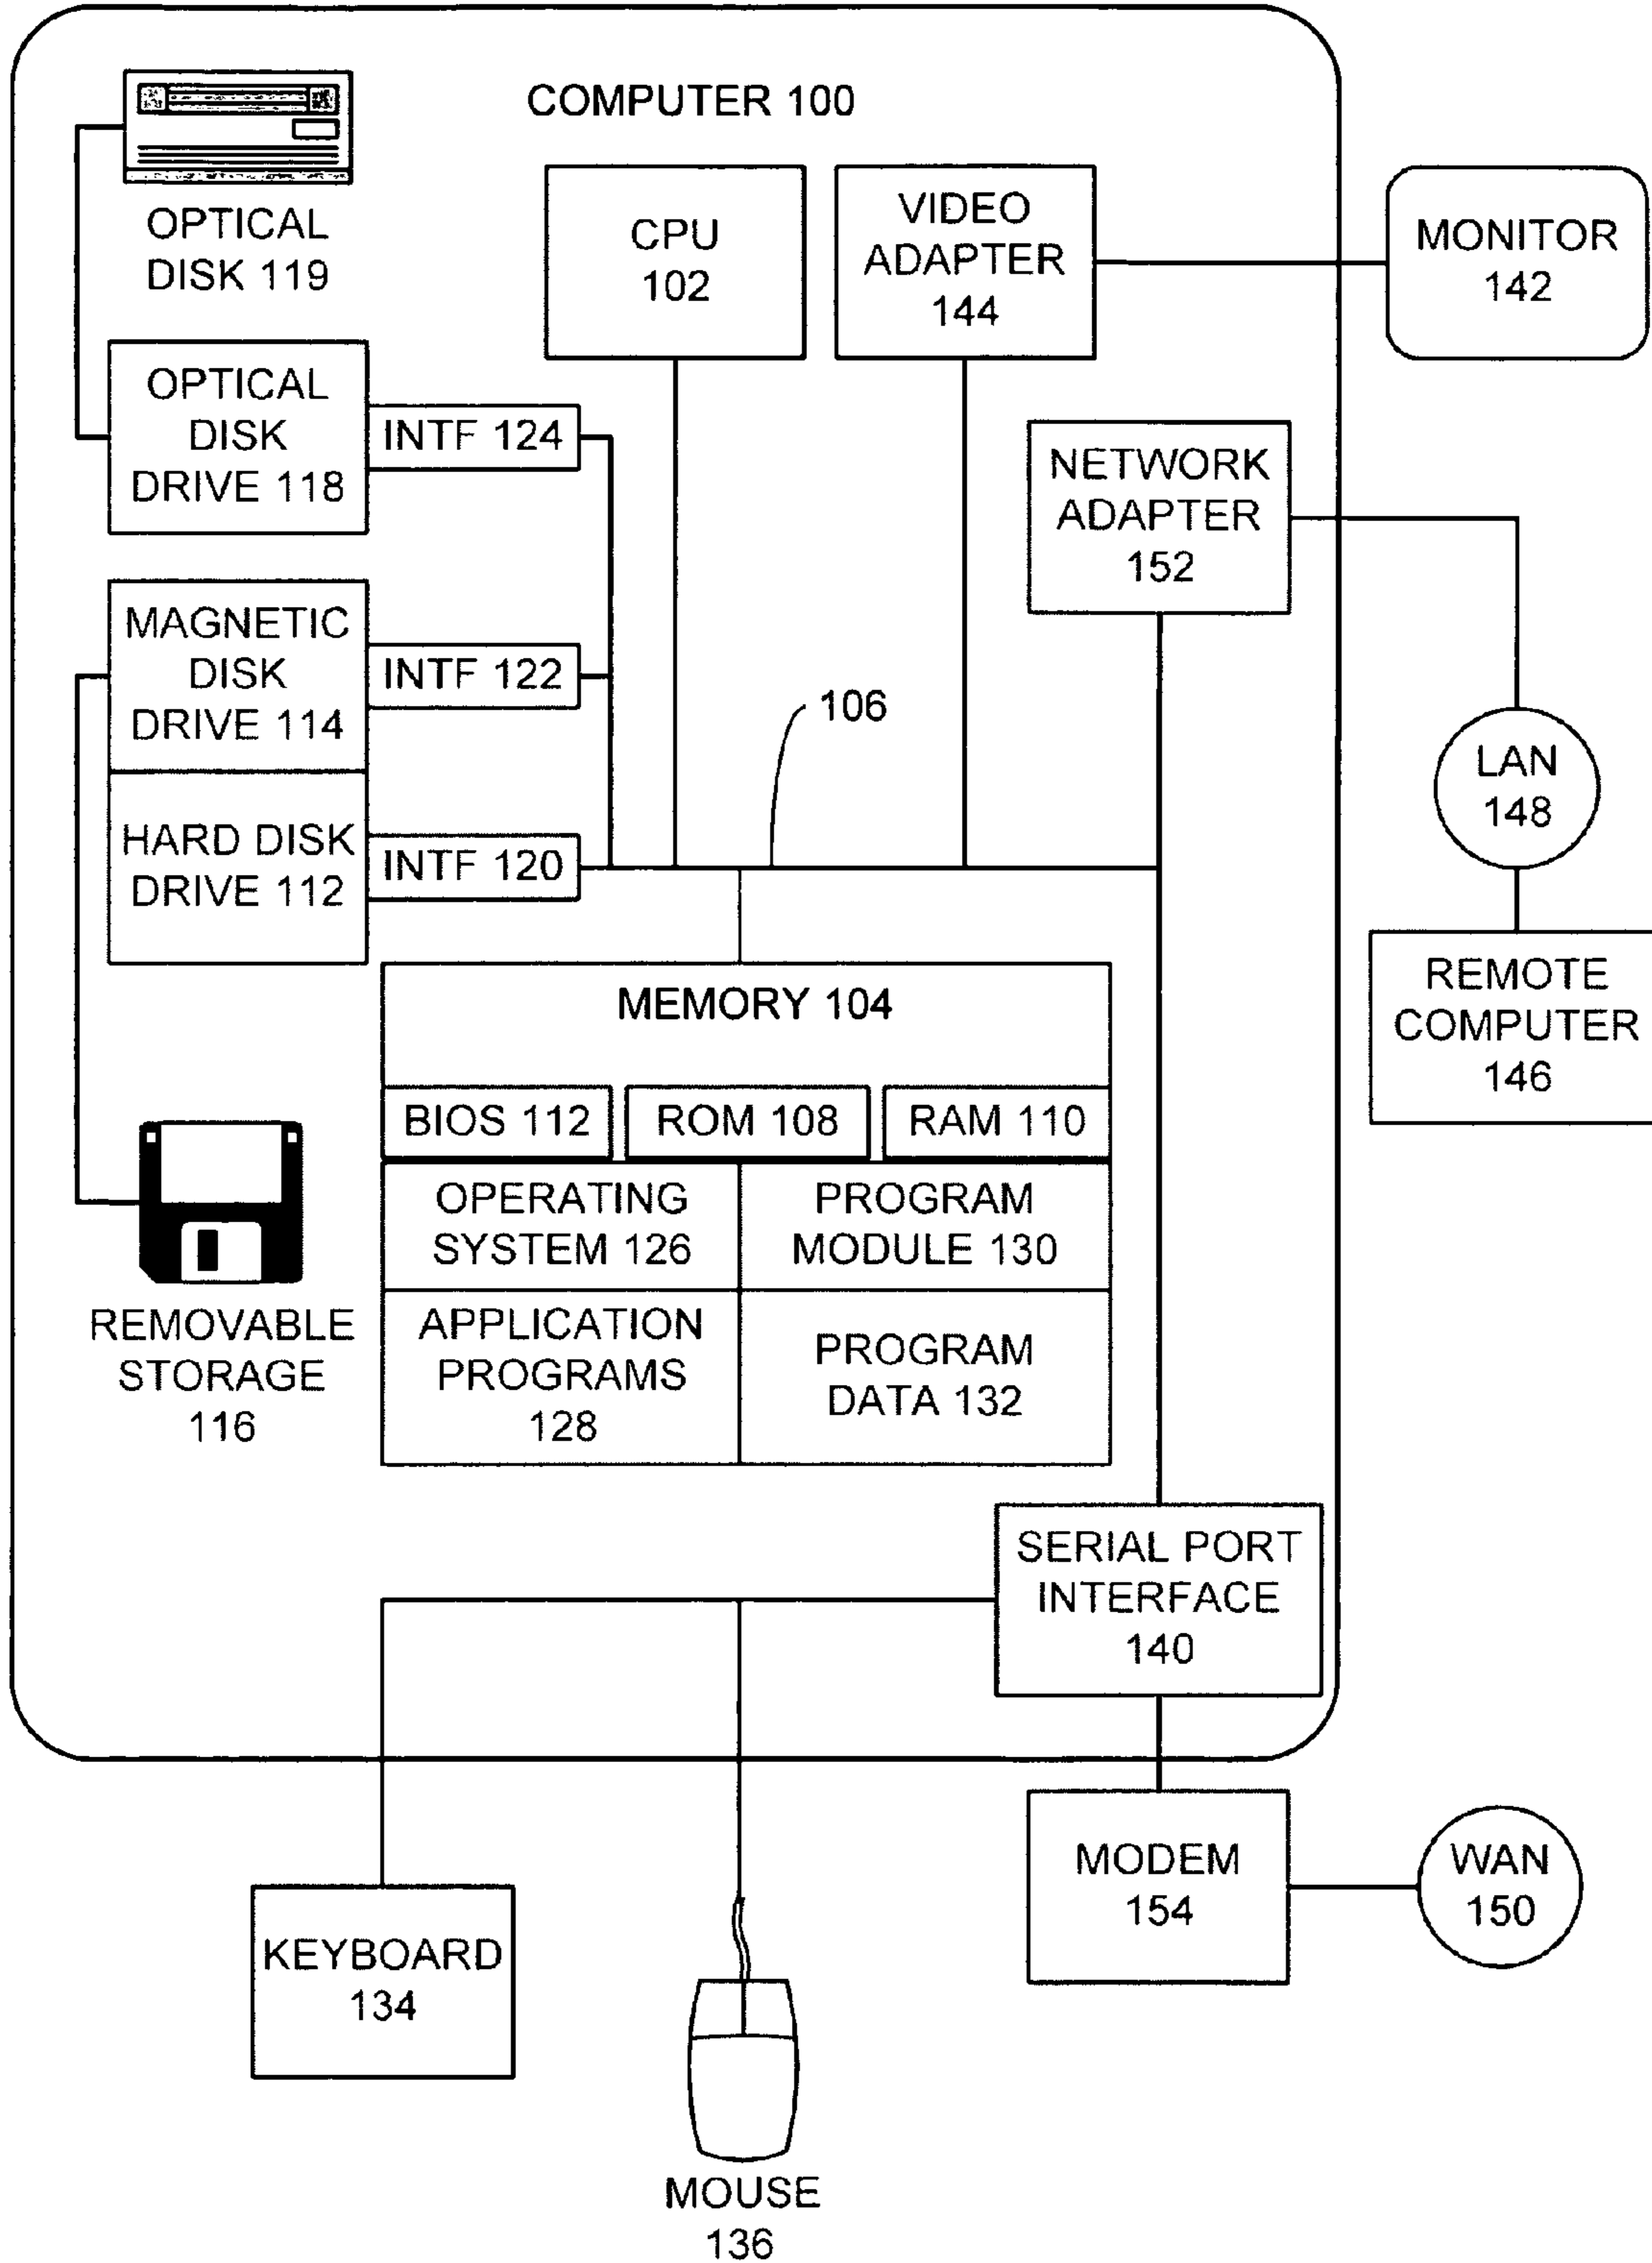 COMPUTER 100
OPTICAL
DISK 119
CPU
102
VIDEO
ADAPTER
144
MONITOR
142
OPTICAL
DISK
DRIVE 118
INTF 124
NETWORK
ADAPTER
152
MAGNETIC
DISK
DRIVE 114
INTF 122
106
LAN
148
HARD DISK
DRIVE 112
INTF 120
REMOTE
COMPUTER
146
MEMORY 104
BIOS 112
ROM 108
RAM 110
OPERATING
SYSTEM 126
PROGRAM
MODULE 130
APPLICATION
PROGRAMS
128
PROGRAM
DATA 132
REMOVABLE
STORAGE
116
SERIAL PORT
INTERFACE
140
MODEM
154
WAN
150
KEYBOARD
134
MOUSE
136